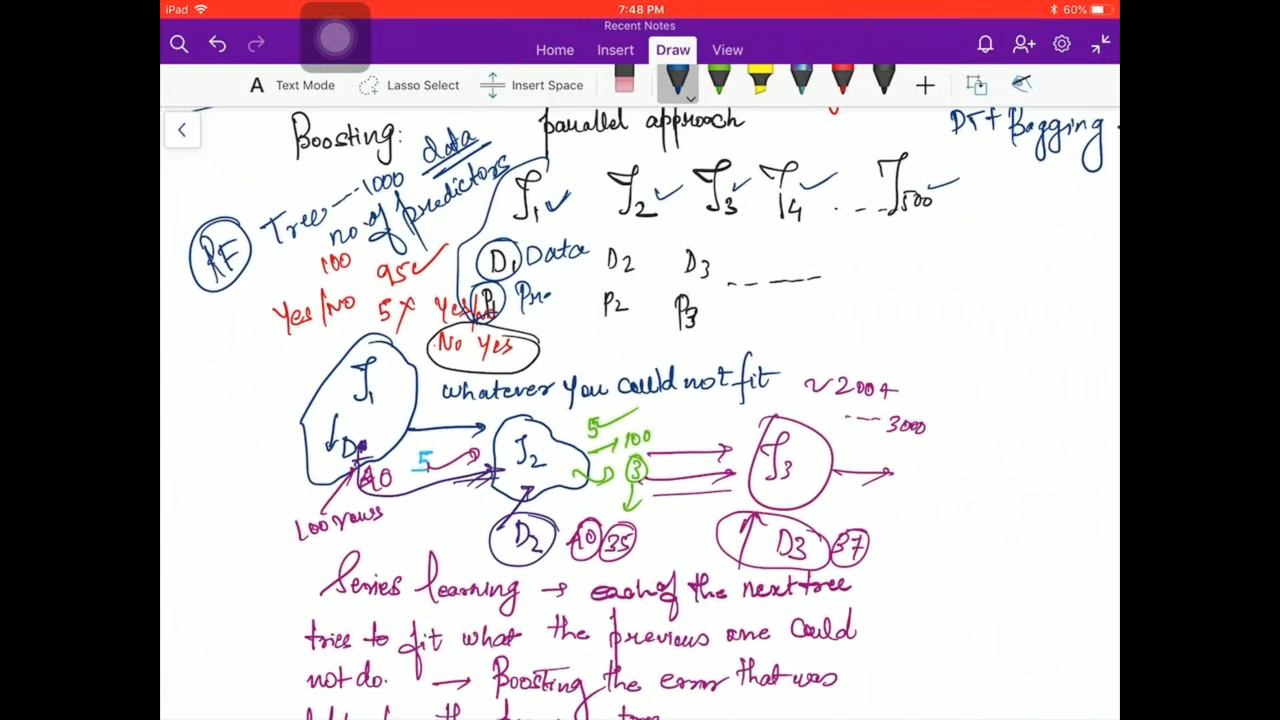 iPad 7:48 PM 60%
Recent Notes
Home Insert Draw View
A Text Mode Lasso Select Insert Space
Boosting: parallel approach DT + Bagging
data
RF Tree --- 1000
no. of predictors
T1 T2 T3 T4 . - - - T500
100 95
D1 Data D2 D3 - - - -
Yes/No 5 X Yes/
P1 Pre P2 P3
No Yes
T1 whatever you could not fit ~200+
--- 3000
5
100
D1 5 T2 3 T3
40
100 rows
D2 40 35 D3 37
Series learning → each of the next tree
tries to fit what the previous one could
not do. → Boosting the error that was